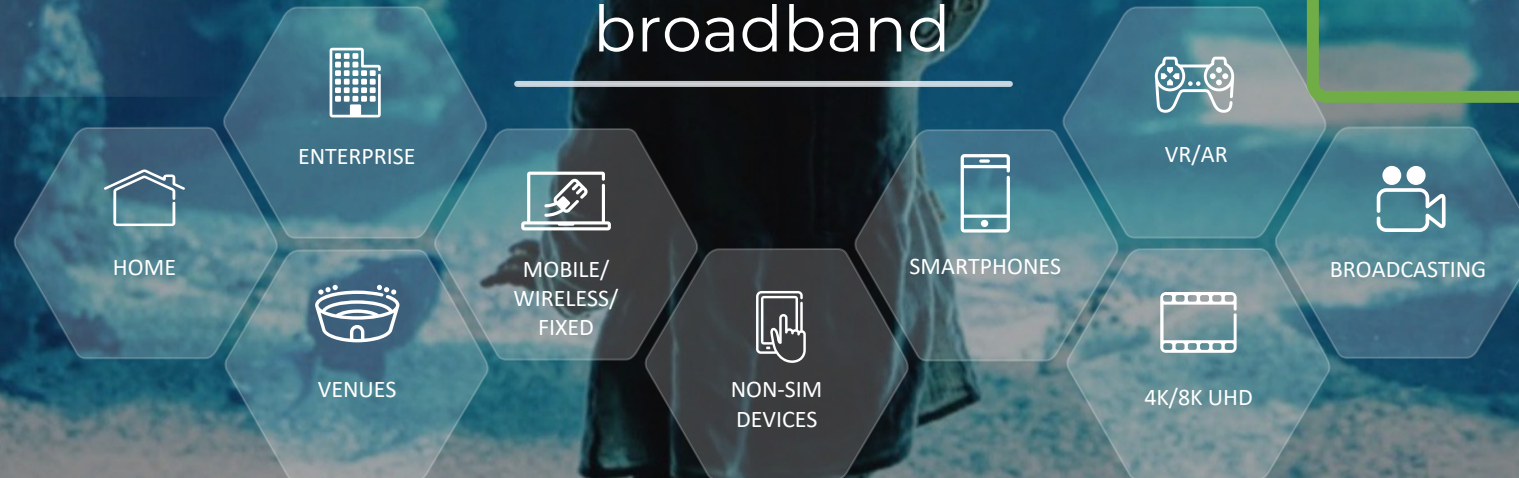 broadband
HOME
ENTERPRISE
VENUES
MOBILE/
WIRELESS/
FIXED
NON-SIM
DEVICES
SMARTPHONES
VR/AR
4K/8K UHD
BROADCASTING